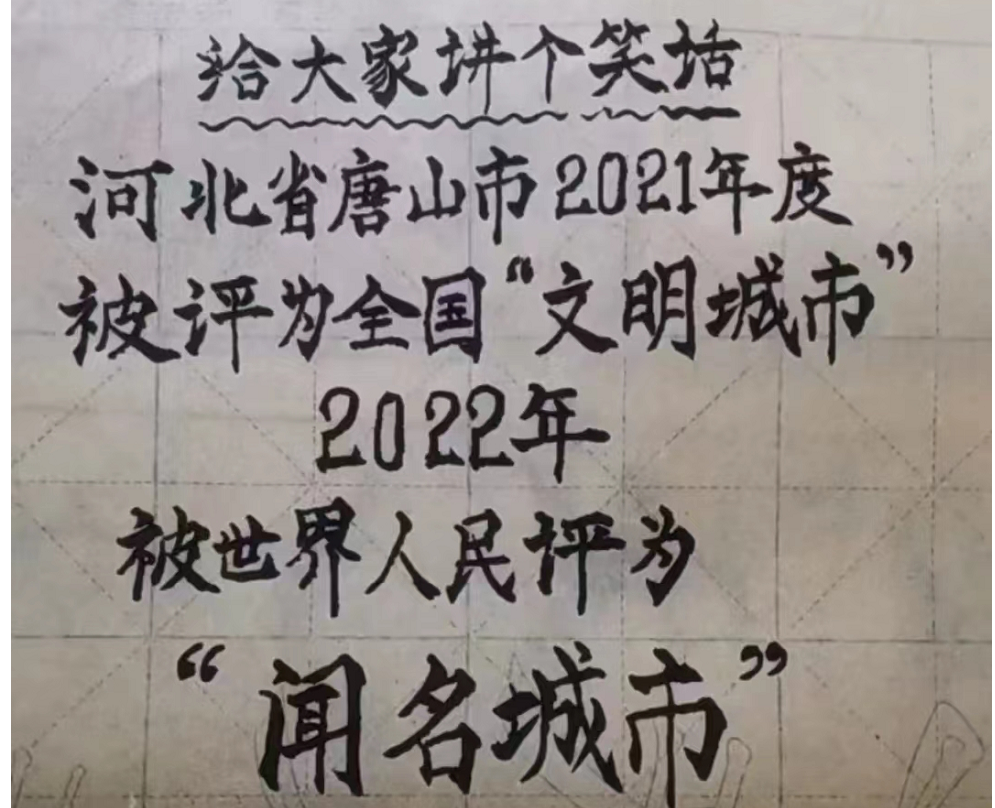 给大家讲个笑话
河北省唐山市2021年度
被评为全国“文明城市”
2022年
被世界人民评为
“闻名城市”